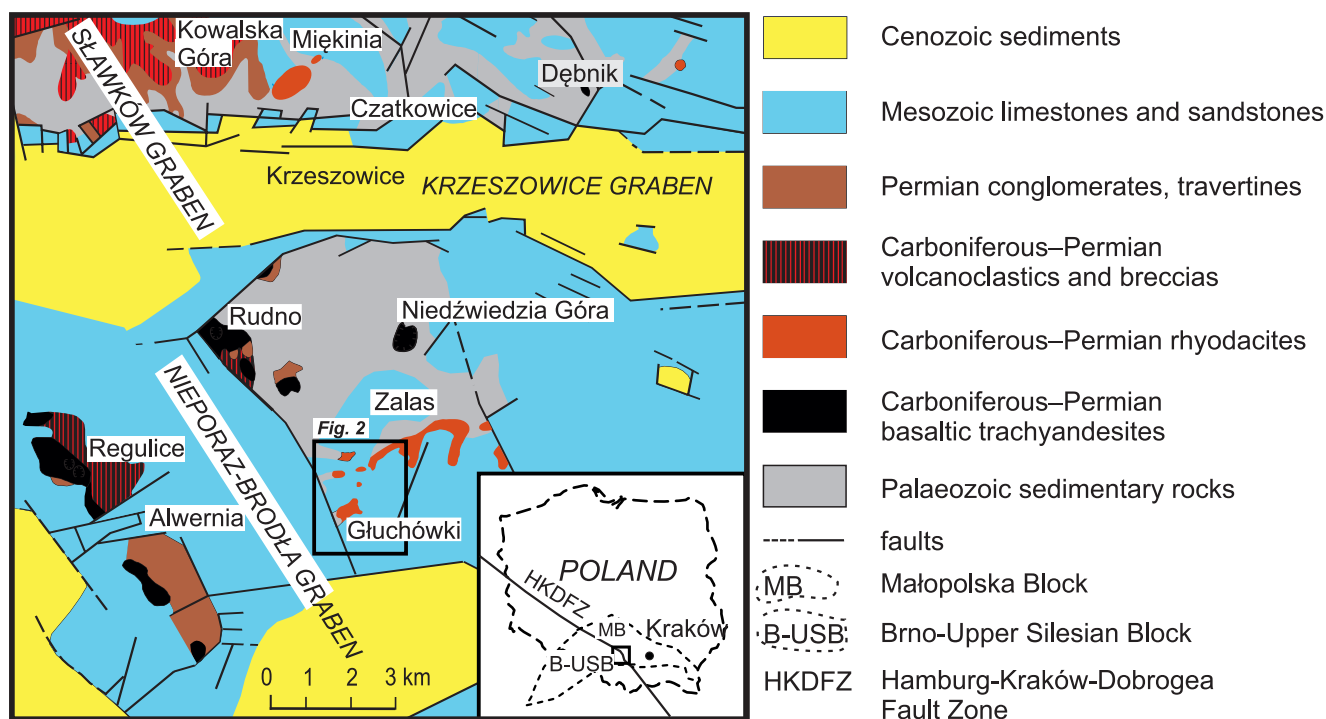 Kowalska
Góra
Miękinia
Dębnik
SŁAWKÓW GRABEN
Czatkowice
Krzeszowice
KRZESZOWICE GRABEN
Rudno
Niedźwiedzia Góra
NIEPORAZ-BRODŁA GRABEN
Zalas
Fig. 2
Regulice
Alwernia
Głuchówki
0 1 2 3 km
POLAND
HKDFZ
MB
Kraków
B-USB
Cenozoic sediments
Mesozoic limestones and sandstones
Permian conglomerates, travertines
Carboniferous–Permian
volcanoclastics and breccias
Carboniferous–Permian rhyodacites
Carboniferous–Permian
basaltic trachyandesites
Palaeozoic sedimentary rocks
faults
MB Małopolska Block
B-USB Brno-Upper Silesian Block
HKDFZ Hamburg-Kraków-Dobrogea
Fault Zone